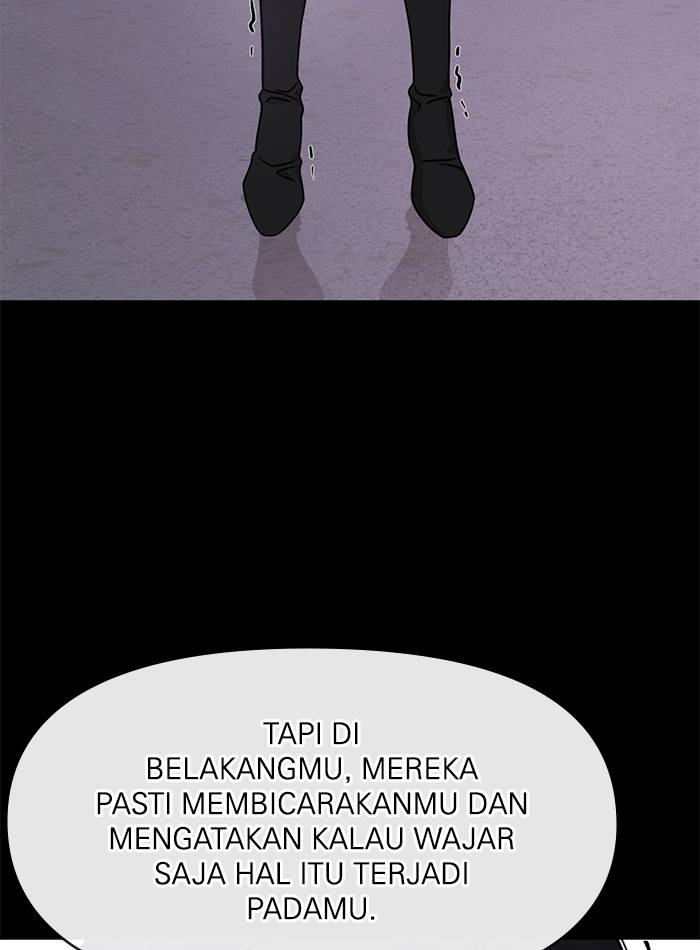 TAPI DI
BELAKANGMU, MEREKA
PASTI MEMBICARAKANMU DAN
MENGATAKAN KALAU WAJAR
SAJA HAL ITU TERJADI
PADAMU.